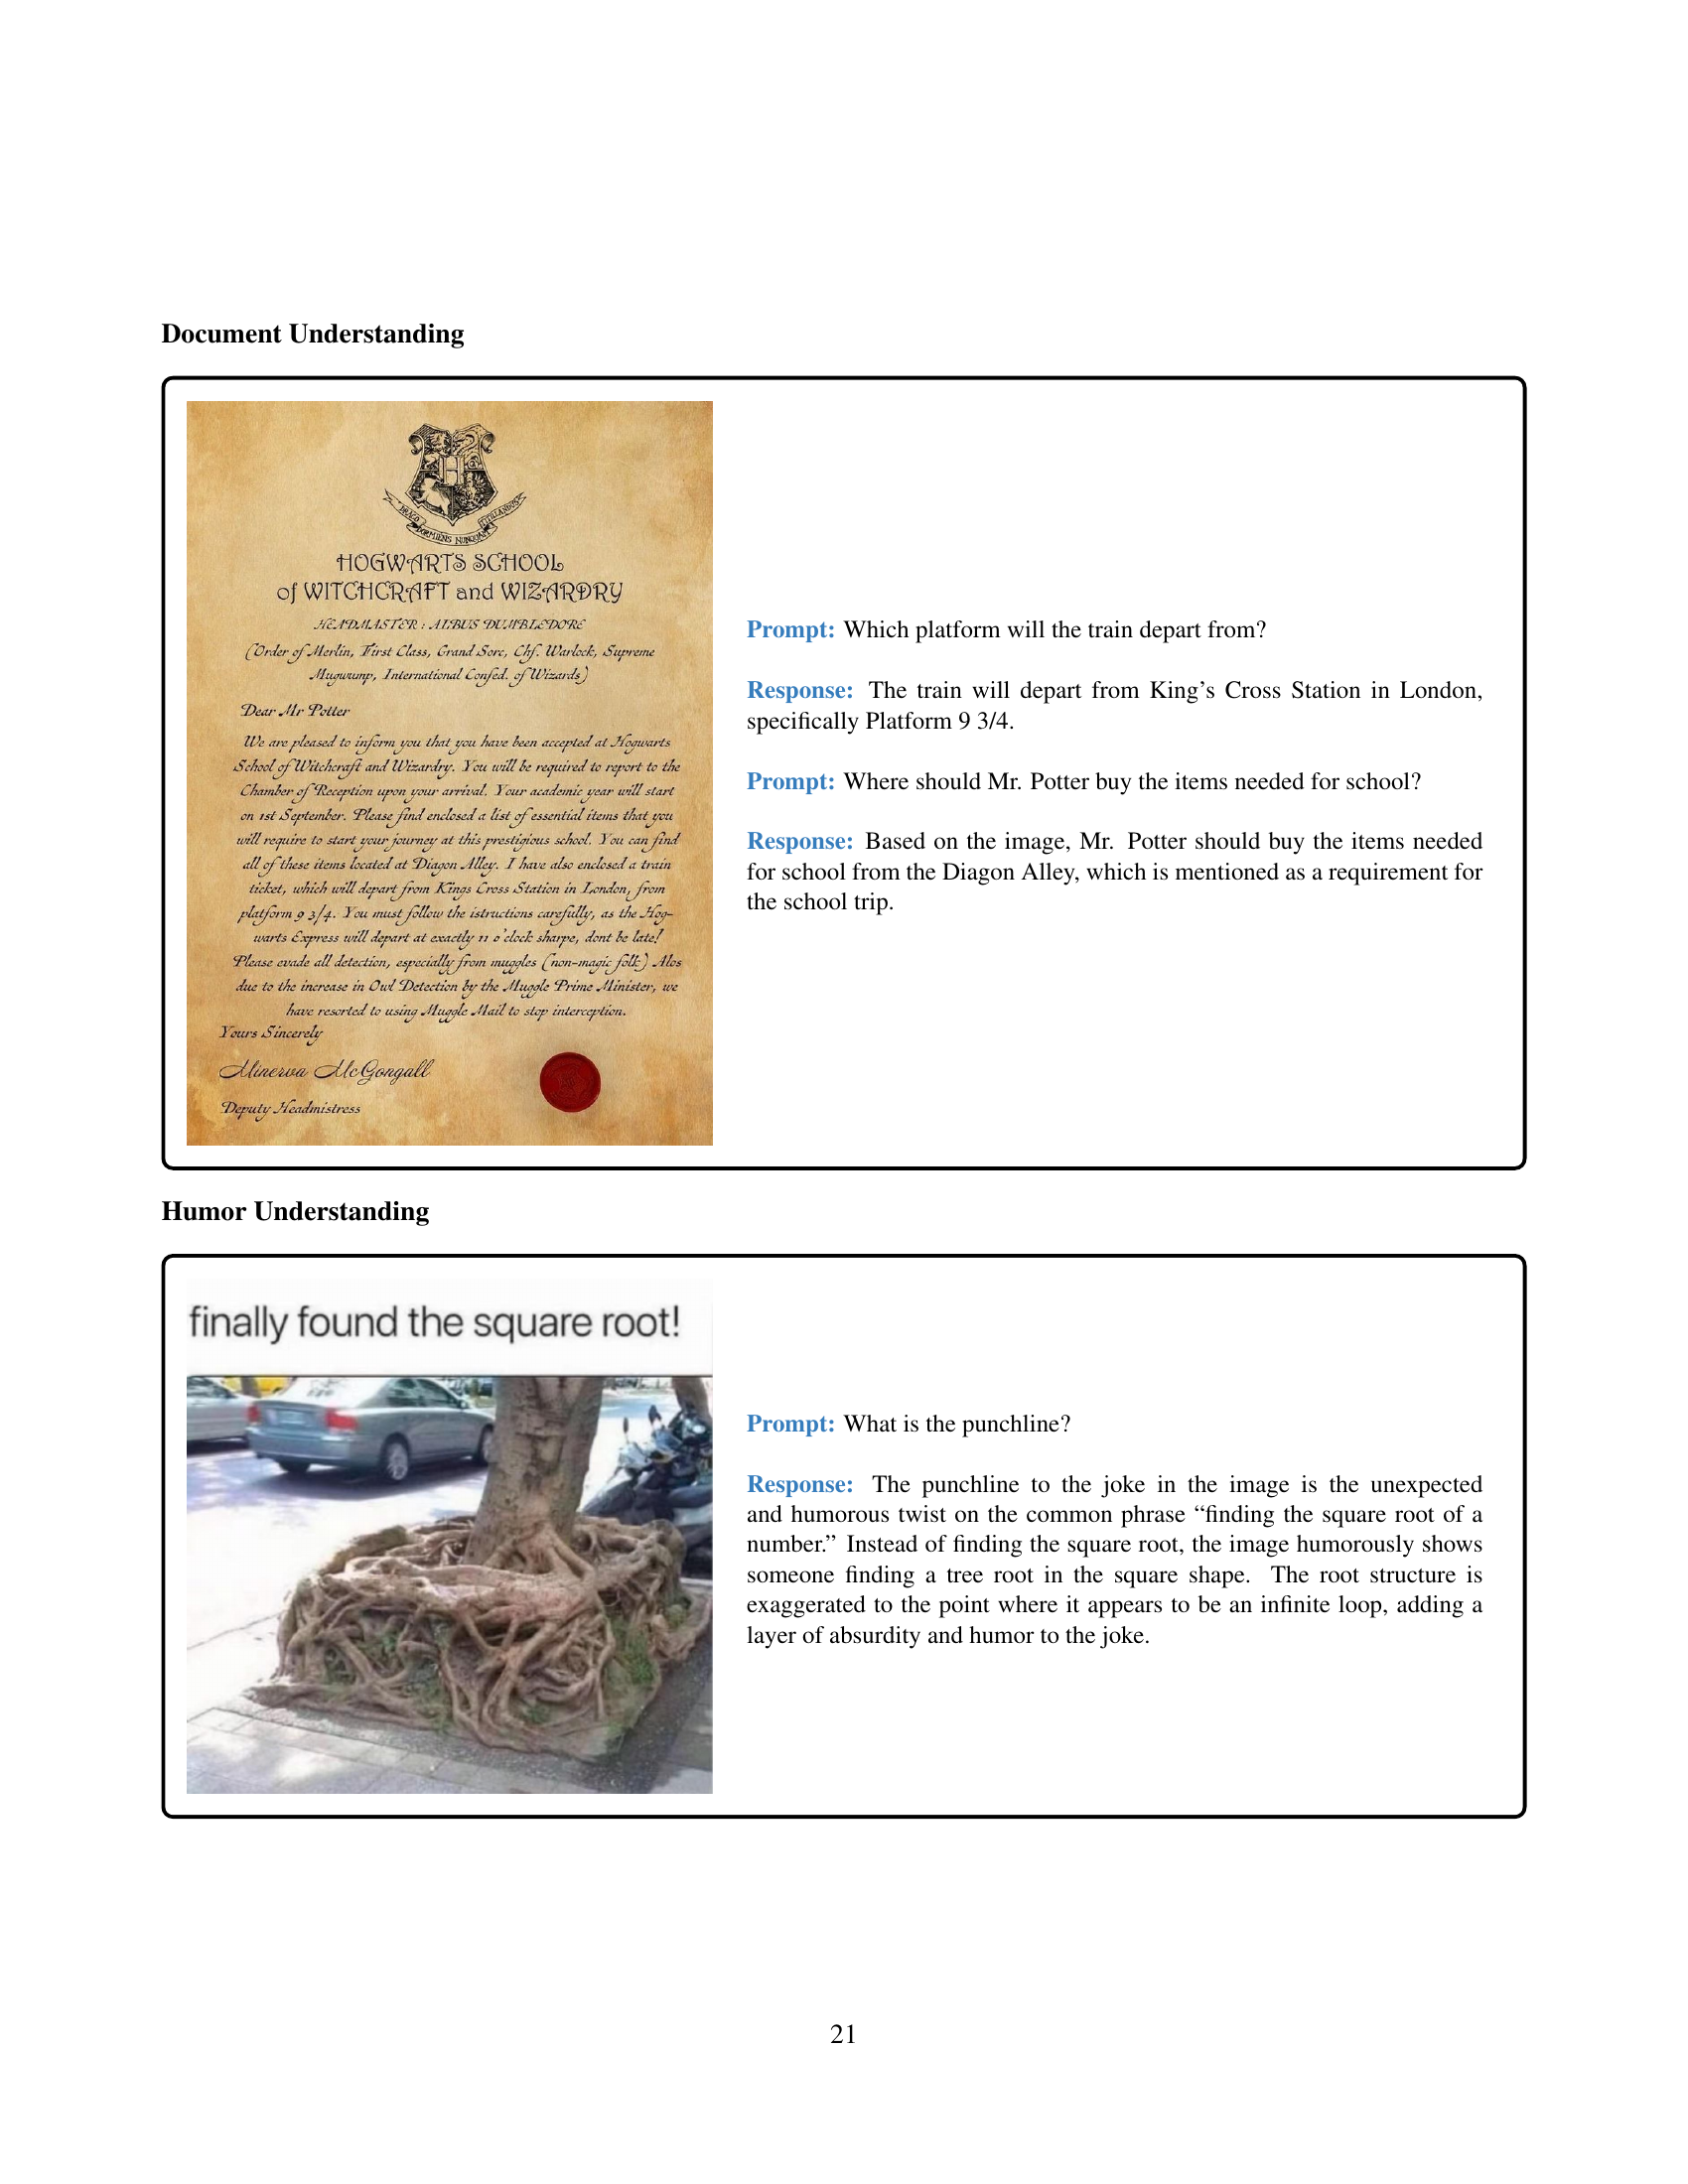 Document Understanding
DRACO DORMIENS NUNQUAM TITILLANDUS
HOGWARTS SCHOOL
of WITCHCRAFT and WIZARDRY
HEADMASTER : ALBUS DUMBLEDORE
(Order of Merlin, First Class, Grand Sorc, Chf. Warlock, Supreme
Mugwump, International Confed. of Wizards)
Dear Mr Potter
We are pleased to inform you that you have been accepted at Hogwarts
School of Witchcraft and Wizardry. You will be required to report to the
Chamber of Reception upon your arrival. Your academic year will start
on 1st September. Please find enclosed a list of essential items that you
will require to start your journey at this prestigious school. You can find
all of these items located at Diagon Alley. I have also enclosed a train
ticket, which will depart from Kings Cross Station in London, from
platform 9 3/4. You must follow the istructions carefully, as the Hog-
warts Express will depart at exactly 11 o'clock sharpe, dont be late!
Please evade all detection, especially from muggles (non-magic folk) Alos
due to the increase in Owl Detection by the Muggle Prime Minister, we
have resorted to using Muggle Mail to stop interception.
Yours Sincerely
Minerva McGongall
Deputy Headmistress
Prompt: Which platform will the train depart from?
Response: The train will depart from King's Cross Station in London,
specifically Platform 9 3/4.
Prompt: Where should Mr. Potter buy the items needed for school?
Response: Based on the image, Mr. Potter should buy the items needed
for school from the Diagon Alley, which is mentioned as a requirement for
the school trip.
Humor Understanding
finally found the square root!
Prompt: What is the punchline?
Response: The punchline to the joke in the image is the unexpected
and humorous twist on the common phrase “finding the square root of a
number.” Instead of finding the square root, the image humorously shows
someone finding a tree root in the square shape. The root structure is
exaggerated to the point where it appears to be an infinite loop, adding a
layer of absurdity and humor to the joke.
21